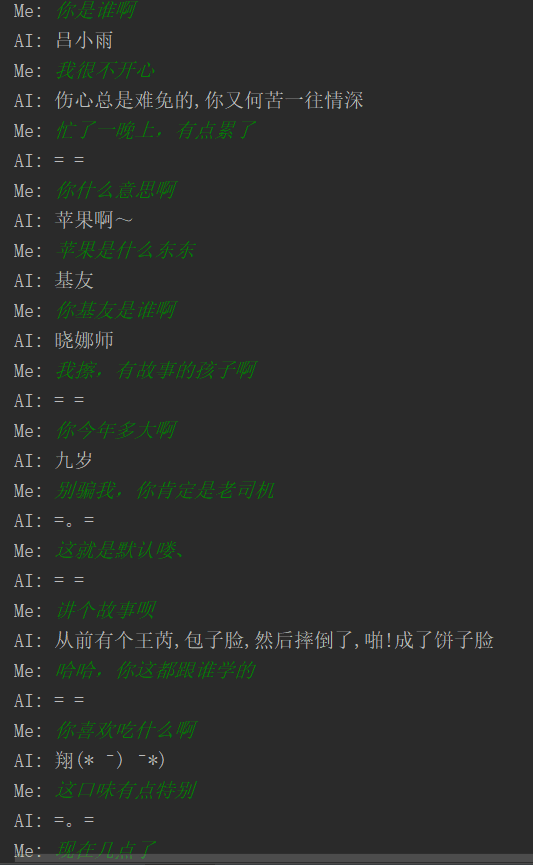 Me: 你是谁啊
AI: 吕小雨
Me: 我很不开心
AI: 伤心总是难免的,你又何苦一往情深
Me: 忙了一晚上，有点累了
AI: = =
Me: 你什么意思啊
AI: 苹果啊～
Me: 苹果是什么东东
AI: 基友
Me: 你基友是谁啊
AI: 晓娜师
Me: 我擦，有故事的孩子啊
AI: = =
Me: 你今年多大啊
AI: 九岁
Me: 别骗我，你肯定是老司机
AI: =。=
Me: 这就是默认喽、
AI: = =
Me: 讲个故事呗
AI: 从前有个王芮,包子脸,然后摔倒了,啪!成了饼子脸
Me: 哈哈，你这都跟谁学的
AI: = =
Me: 你喜欢吃什么啊
AI: 翔(* ˉ) ˉ*)
Me: 这口味有点特别
AI: =。=
Me: 现在几点了